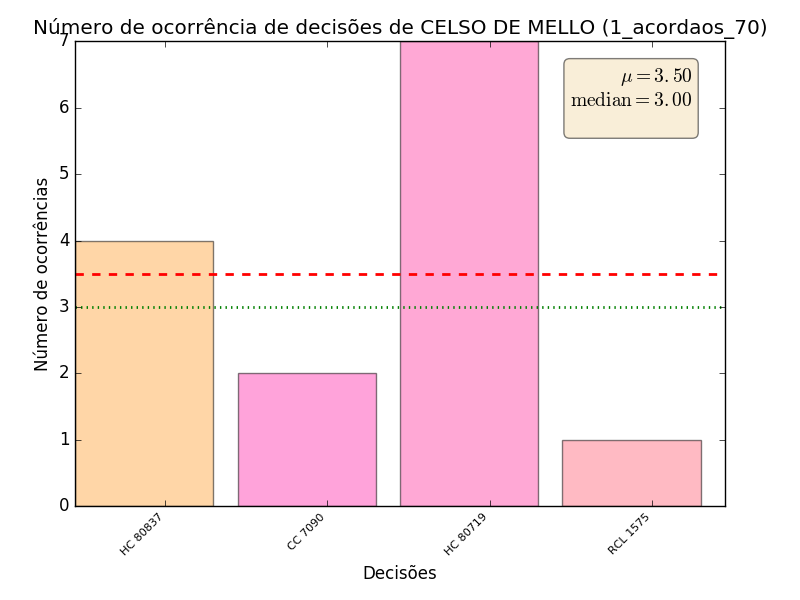 Número de ocorrência de decisões de CELSO DE MELLO (1_acordaos_70)
μ = 3.50
median = 3.00
Número de ocorrências
7
6
5
4
3
2
1
0
HC 80837
CC 7090
HC 80719
RCL 1575
Decisões